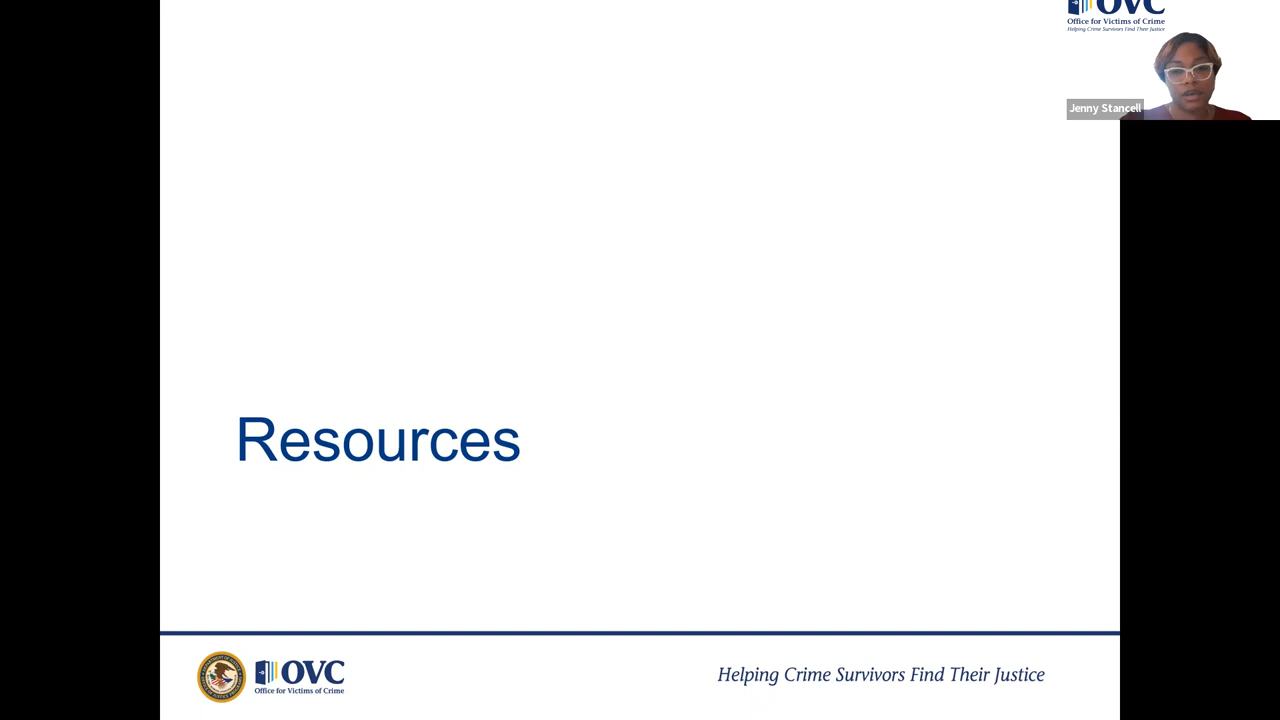 OVC
Office for Victims of Crime
Helping Crime Survivors Find Their Justice
Jenny Stancell
Resources
OVC
Office for Victims of Crime
Helping Crime Survivors Find Their Justice